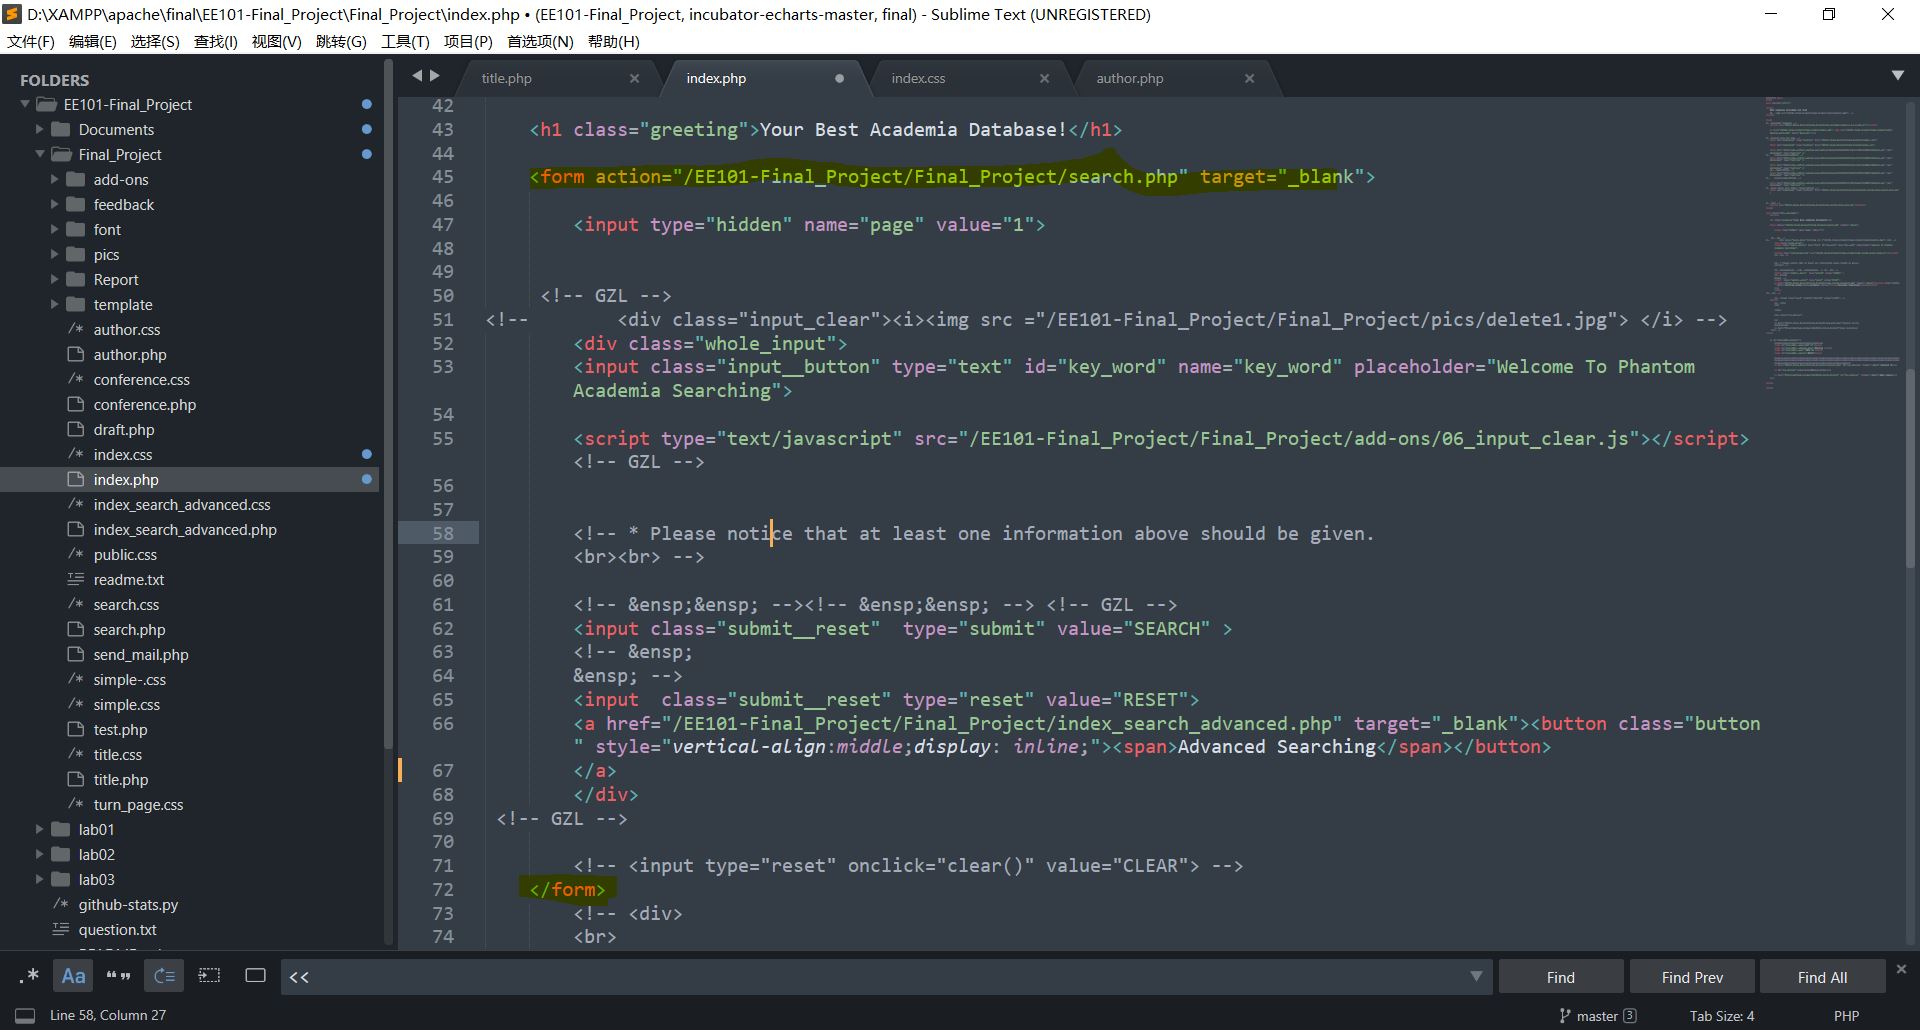 D:\XAMPP\apache\final\EE101-Final_Project\Final_Project\index.php • (EE101-Final_Project, incubator-echarts-master, final) - Sublime Text (UNREGISTERED)
文件(F) 编辑(E) 选择(S) 查找(I) 视图(V) 跳转(G) 工具(T) 项目(P) 首选项(N) 帮助(H)
FOLDERS
EE101-Final_Project
Documents
Final_Project
add-ons
feedback
font
pics
Report
template
/* author.css
author.php
/* conference.css
conference.php
draft.php
/* index.css
index.php
/* index_search_advanced.css
index_search_advanced.php
/* public.css
readme.txt
/* search.css
search.php
send_mail.php
/* simple-.css
/* simple.css
test.php
/* title.css
title.php
/* turn_page.css
lab01
lab02
lab03
/* github-stats.py
question.txt
title.php index.php index.css author.php
42
43 <h1 class="greeting">Your Best Academia Database!</h1>
44
45 <form action="/EE101-Final_Project/Final_Project/search.php" target="_blank">
46
47 <input type="hidden" name="page" value="1">
48
49
50 <!-- GZL -->
51 <!-- <div class="input_clear"><i><img src ="/EE101-Final_Project/Final_Project/pics/delete1.jpg"> </i> -->
52 <div class="whole_input">
53 <input class="input__button" type="text" id="key_word" name="key_word" placeholder="Welcome To Phantom
Academia Searching">
54
55 <script type="text/javascript" src="/EE101-Final_Project/Final_Project/add-ons/06_input_clear.js"></script>
<!-- GZL -->
56
57
58 <!-- * Please notice that at least one information above should be given.
59 <br><br> -->
60
61 <!-- &ensp;&ensp; --><!-- &ensp;&ensp; --> <!-- GZL -->
62 <input class="submit__reset"  type="submit" value="SEARCH" >
63 <!-- &ensp;
64 &ensp; -->
65 <input  class="submit__reset" type="reset" value="RESET">
66 <a href="/EE101-Final_Project/Final_Project/index_search_advanced.php" target="_blank"><button class="button
" style="vertical-align:middle;display: inline;"><span>Advanced Searching</span></button>
67 </a>
68 </div>
69 <!-- GZL -->
70
71 <!-- <input type="reset" onclick="clear()" value="CLEAR"> -->
72 </form>
73 <!-- <div>
74 <br>
.* Aa “” << Find Find Prev Find All
Line 58, Column 27 master 3 Tab Size: 4 PHP